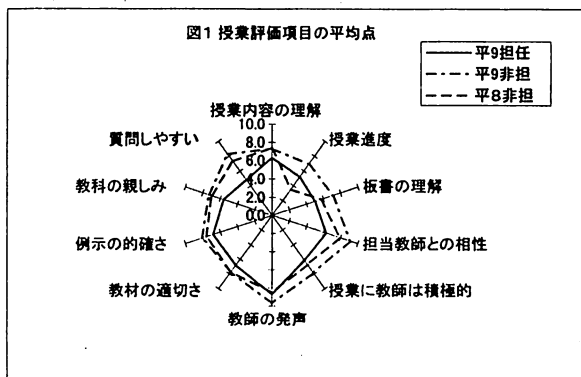 図1 授業評価項目の平均点
平9担任
平9非担
平8非担
授業内容の理解
10.0
8.0
6.0
4.0
2.0
0.0
授業進度
板書の理解
担当教師との相性
授業に教師は積極的
教師の発声
教材の適切さ
例示の的確さ
教科の親しみ
質問しやすい